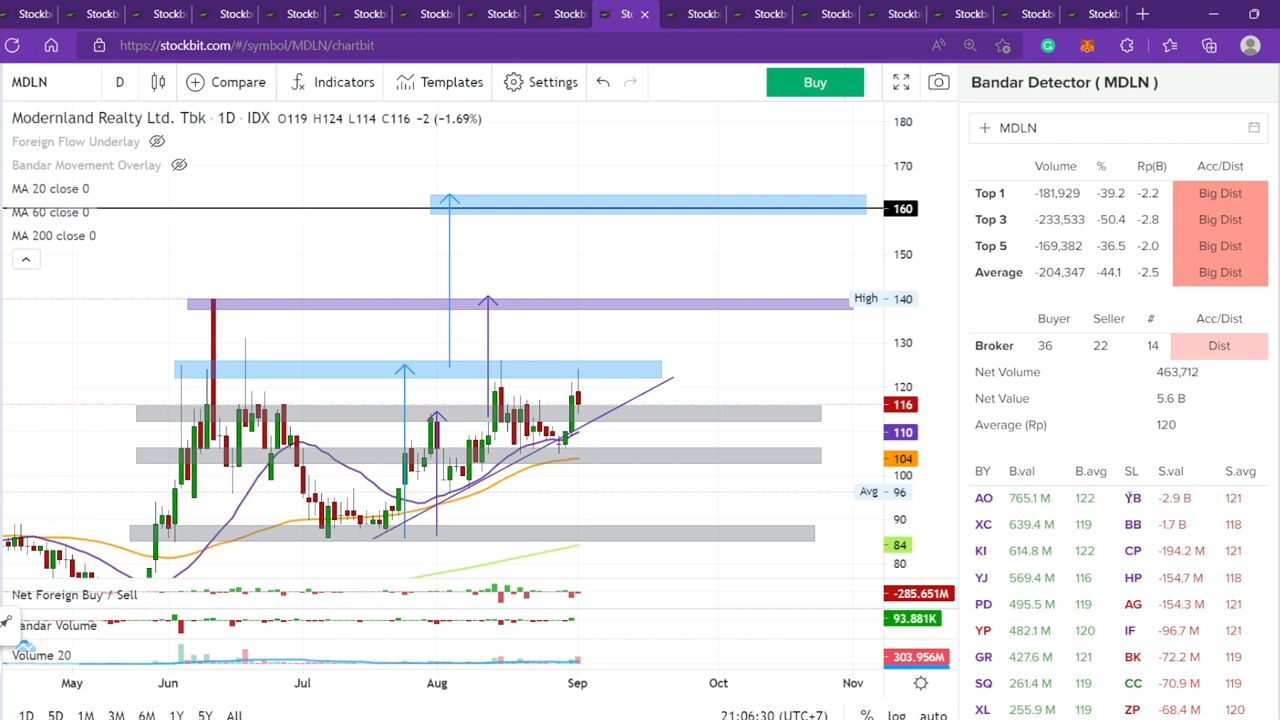 Stockbi Stockb Stockb Stockb Stockb Stockb Stockb Stockb Stockb St Stockb Stockb Stockb Stockb Stockb Stockb Stockb
https://stockbit.com/#/symbol/MDLN/chartbit
MDLN D Compare Indicators Templates Settings Buy
Modernland Realty Ltd. Tbk · 1D · IDX O119 H124 L114 C116 −2 (−1.69%)
Foreign Flow Underlay
Bandar Movement Overlay
MA 20 close 0
MA 60 close 0
MA 200 close 0
180
170
160
150
High - 140
130
120
116
110
104
100
Avg - 96
90
84
80
Net Foreign Buy / Sell -285.651M
andar Volume 93.881K
Volume 20 303.956M
May Jun Jul Aug Sep Oct Nov
1D 5D 1M 3M 6M 1Y 5Y All 21:06:30 (UTC+7) % log auto
Bandar Detector ( MDLN )
MDLN
Volume % Rp(B) Acc/Dist
Top 1 -181,929 -39.2 -2.2 Big Dist
Top 3 -233,533 -50.4 -2.8 Big Dist
Top 5 -169,382 -36.5 -2.0 Big Dist
Average -204,347 -44.1 -2.5 Big Dist
Buyer Seller # Acc/Dist
Broker 36 22 14 Dist
Net Volume 463,712
Net Value 5.6 B
Average (Rp) 120
BY B.val B.avg SL S.val S.avg
AO 765.1 M 122 YB -2.9 B 121
XC 639.4 M 119 BB -1.7 B 118
KI 614.8 M 122 CP -194.2 M 121
YJ 569.4 M 116 HP -154.7 M 118
PD 495.5 M 119 AG -154.3 M 121
YP 482.1 M 120 IF -96.7 M 121
GR 427.6 M 121 BK -72.2 M 119
SQ 261.4 M 119 CC -70.9 M 119
XL 255.9 M 119 ZP -68.4 M 120